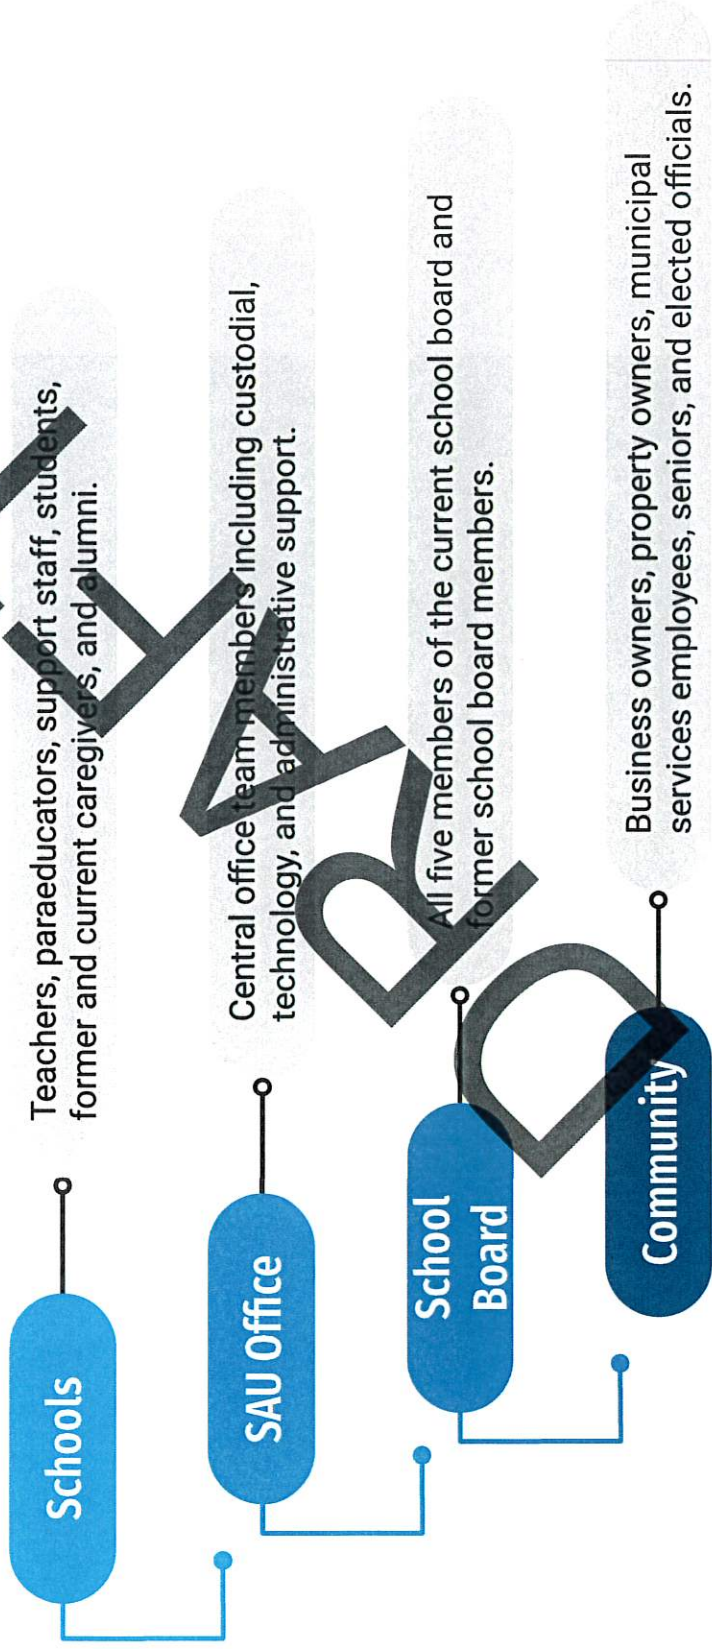 Schools
Teachers, paraeducators, support staff, students,
former and current caregivers, and alumni.
SAU Office
Central office team members including custodial,
technology, and administrative support.
School
Board
All five members of the current school board and
former school board members.
Community
Business owners, property owners, municipal
services employees, seniors, and elected officials.
DRAFT